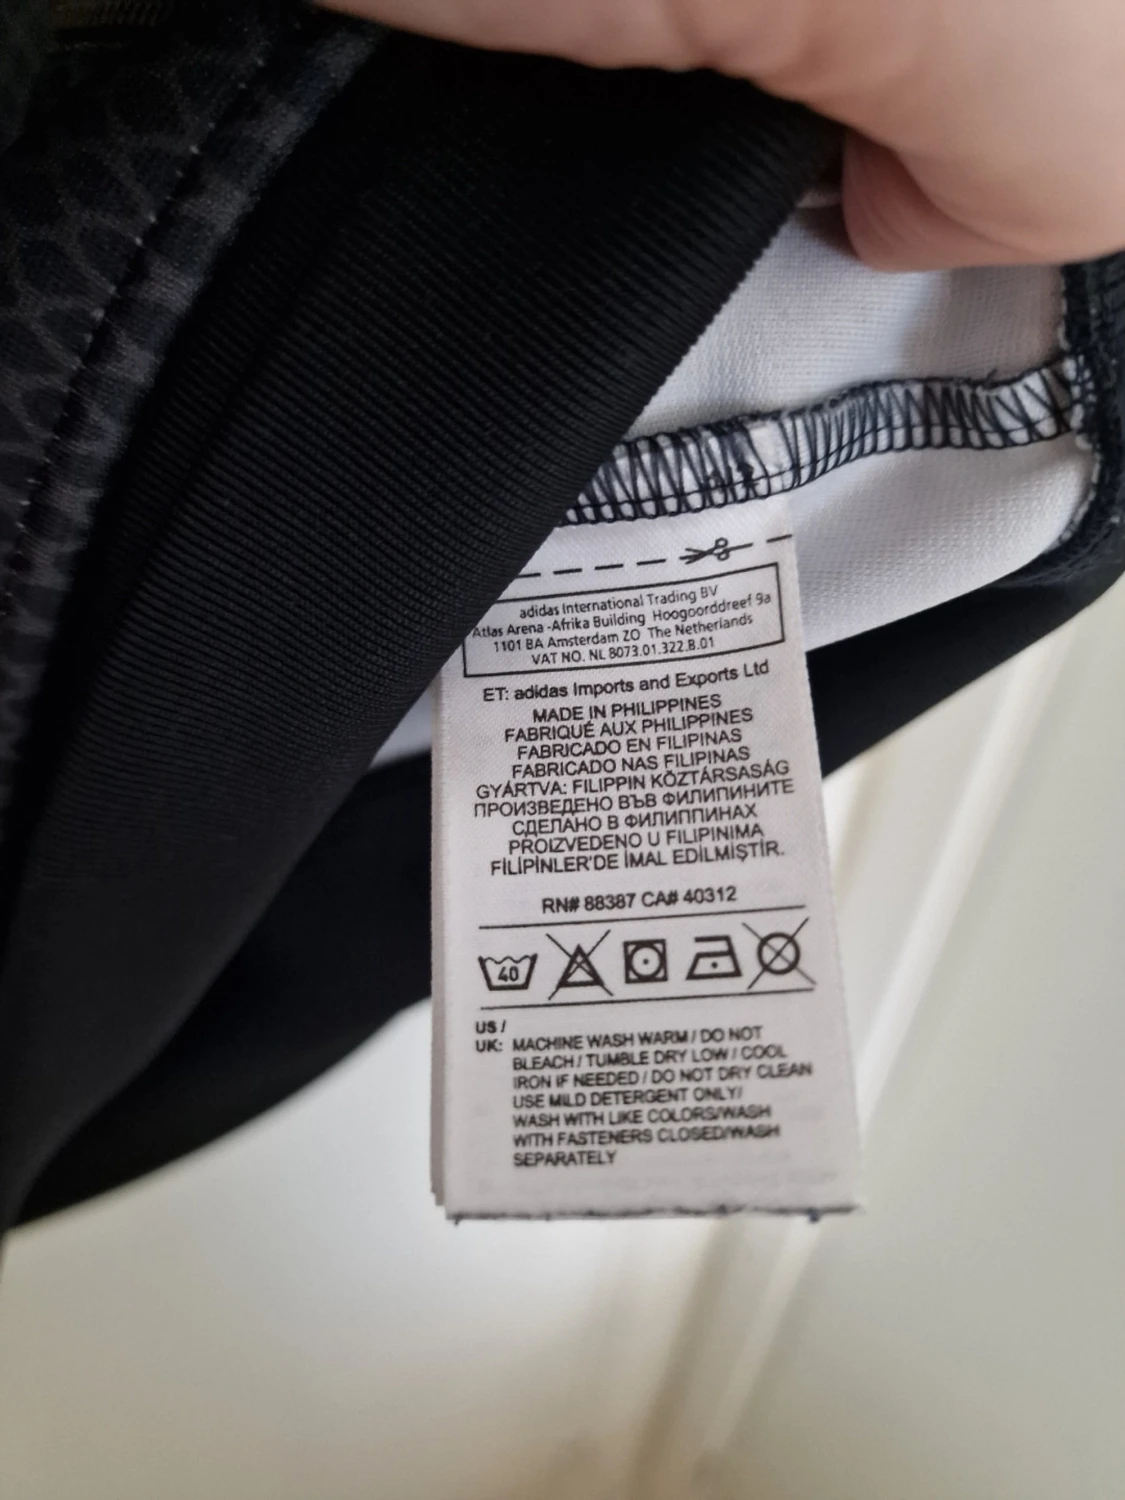 adidas International Trading BV
Atlas Arena -Afrika Building Hoogoorddreef 9a
1101 BA Amsterdam ZO The Netherlands
VAT NO. NL 8073.01.322.B.01
ET: adidas Imports and Exports Ltd
MADE IN PHILIPPINES
FABRIQUÉ AUX PHILIPPINES
FABRICADO EN FILIPINAS
FABRICADO NAS FILIPINAS
GYÁRTVA: FILIPPIN KÖZTÁRSASÁG
ПРОИЗВЕДЕНО ВЪВ ФИЛИПИНИТЕ
СДЕЛАНО В ФИЛИППИНАХ
PROIZVEDENO U FILIPINIMA
FİLİPİNLER'DE İMAL EDİLMİŞTİR.
RN# 88387 CA# 40312
40
US /
UK: MACHINE WASH WARM / DO NOT
BLEACH / TUMBLE DRY LOW / COOL
IRON IF NEEDED / DO NOT DRY CLEAN
USE MILD DETERGENT ONLY/
WASH WITH LIKE COLORS/WASH
WITH FASTENERS CLOSED/WASH
SEPARATELY